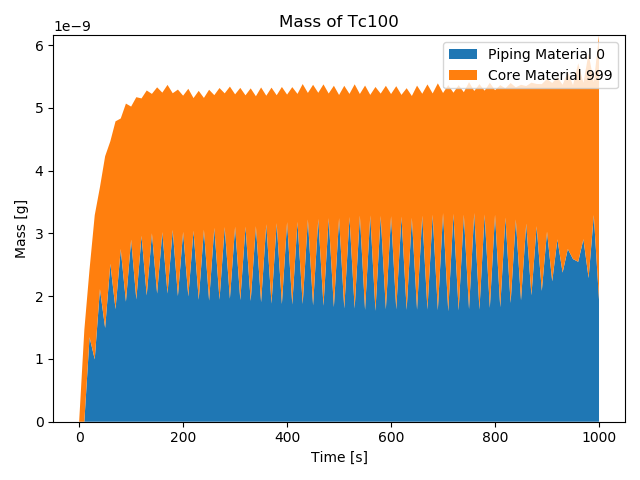 Mass of Tc100
1e−9
Piping Material 0
Core Material 999
6
5
4
3
2
1
0
Mass [g]
0 200 400 600 800 1000
Time [s]